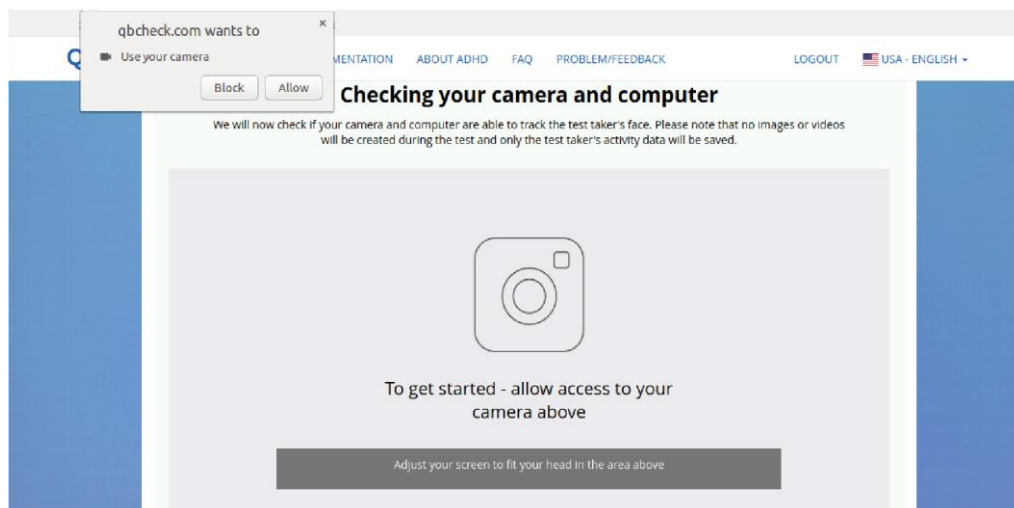 qbcheck.com wants to
×
Use your camera
Block Allow
Q
MENTATION ABOUT ADHD FAQ PROBLEM/FEEDBACK LOGOUT USA - ENGLISH
Checking your camera and computer
We will now check if your camera and computer are able to track the test taker's face. Please note that no images or videos
will be created during the test and only the test taker's activity data will be saved.
To get started - allow access to your
camera above
Adjust your screen to fit your head in the area above